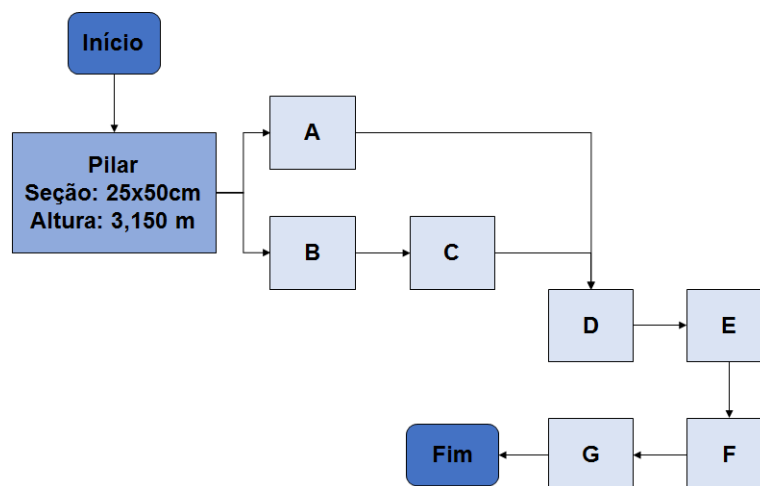 Início
Pilar
Seção: 25x50cm
Altura: 3,150 m
A
B
C
D
E
Fim
G
F